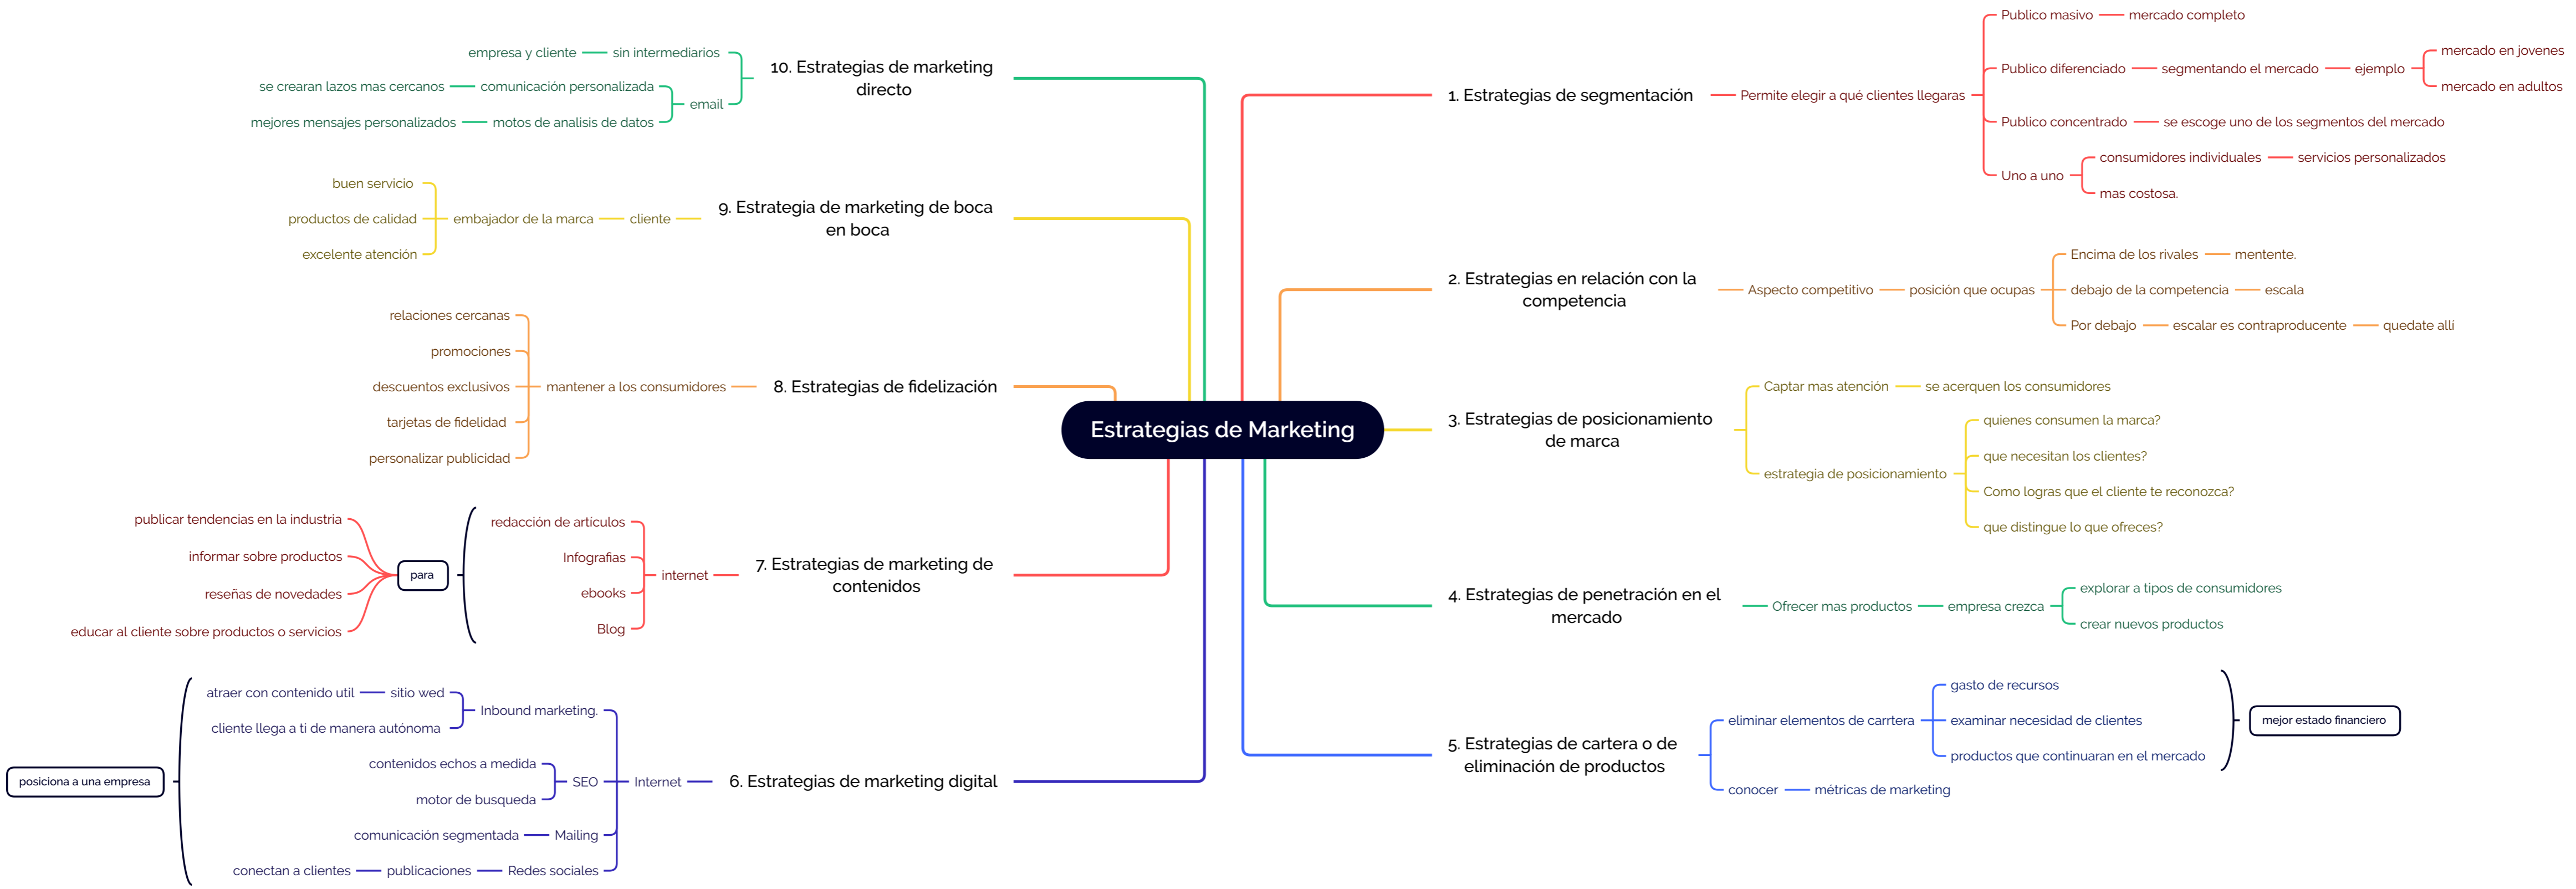 Estrategias de Marketing
1. Estrategias de segmentación
Permite elegir a qué clientes llegaras
Publico masivo
mercado completo
Publico diferenciado
segmentando el mercado
ejemplo
mercado en jovenes
mercado en adultos
Publico concentrado
se escoge uno de los segmentos del mercado
Uno a uno
consumidores individuales
servicios personalizados
mas costosa.
2. Estrategias en relación con la
competencia
Aspecto competitivo
posición que ocupas
Encima de los rivales
mentente.
debajo de la competencia
escala
Por debajo
escalar es contraproducente
quedate allí
3. Estrategias de posicionamiento
de marca
Captar mas atención
se acerquen los consumidores
estrategia de posicionamiento
quienes consumen la marca?
que necesitan los clientes?
Como logras que el cliente te reconozca?
que distingue lo que ofreces?
4. Estrategias de penetración en el
mercado
Ofrecer mas productos
empresa crezca
explorar a tipos de consumidores
crear nuevos productos
5. Estrategias de cartera o de
eliminación de productos
eliminar elementos de carrtera
gasto de recursos
examinar necesidad de clientes
productos que continuaran en el mercado
mejor estado financiero
conocer
métricas de marketing
6. Estrategias de marketing digital
Internet
Inbound marketing.
sitio wed
atraer con contenido util
cliente llega a ti de manera autónoma
SEO
contenidos echos a medida
motor de busqueda
Mailing
comunicación segmentada
Redes sociales
publicaciones
conectan a clientes
posiciona a una empresa
7. Estrategias de marketing de
contenidos
internet
redacción de artículos
Infografias
ebooks
Blog
para
publicar tendencias en la industria
informar sobre productos
reseñas de novedades
educar al cliente sobre productos o servicios
8. Estrategias de fidelización
mantener a los consumidores
relaciones cercanas
promociones
descuentos exclusivos
tarjetas de fidelidad
personalizar publicidad
9. Estrategia de marketing de boca
en boca
cliente
embajador de la marca
buen servicio
productos de calidad
excelente atención
10. Estrategias de marketing
directo
sin intermediarios
empresa y cliente
email
comunicación personalizada
se crearan lazos mas cercanos
motos de analisis de datos
mejores mensajes personalizados